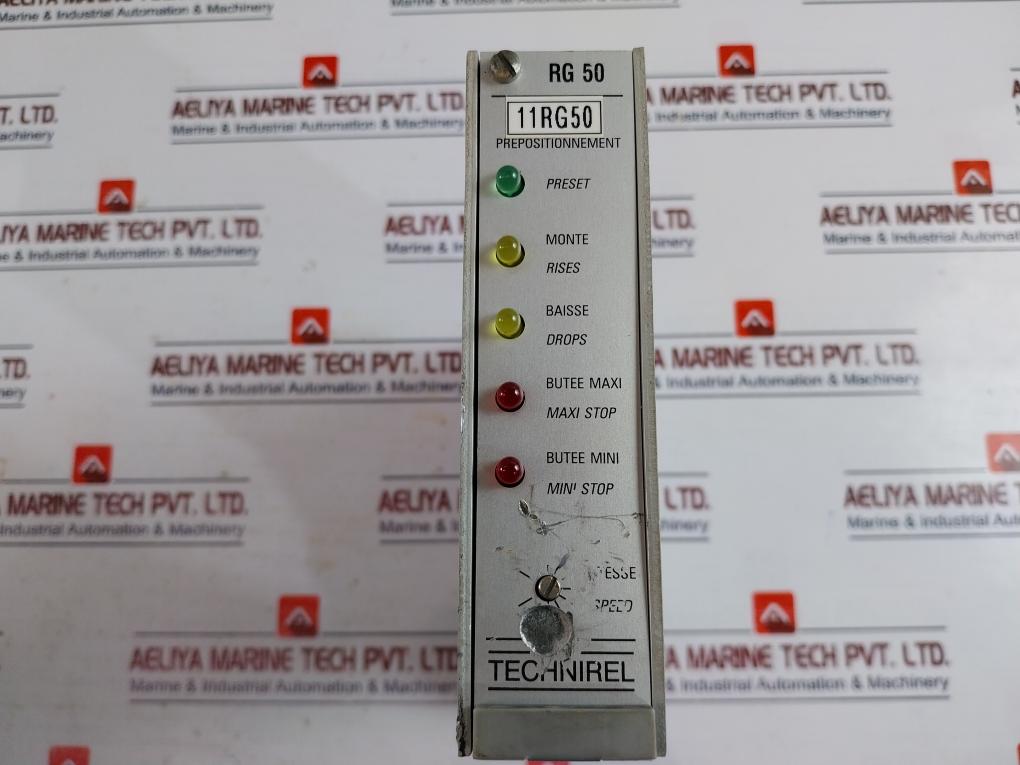 RG 50
11RG50
PREPOSITIONNEMENT
PRESET
MONTE
RISES
BAISSE
DROPS
BUTEE MAXI
MAXI STOP
BUTEE MINI
MINI STOP
SPEED
TECHNIREL
AELIYA MARINE TECH PVT. LTD.
Marine & Industrial Automation & Machinery